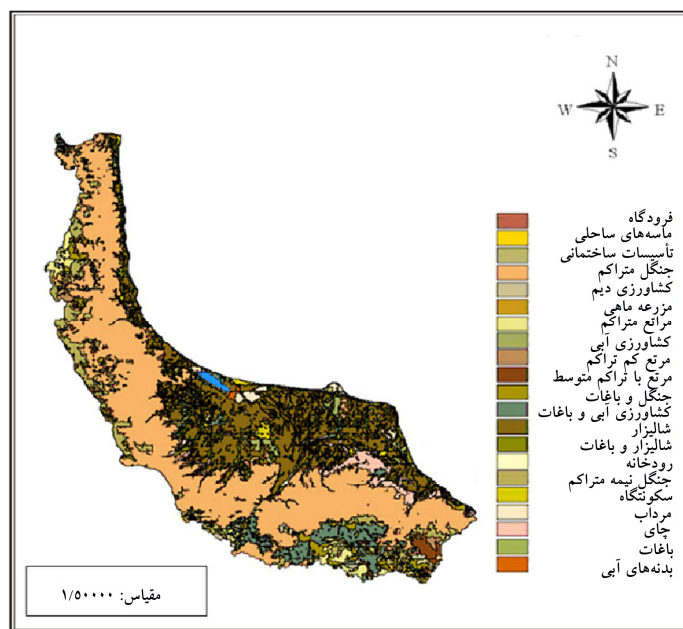 N
W E
S
فرودگاه
ماسه‌های ساحلی
تأسیسات ساختمانی
جنگل متراکم
کشاورزی دیم
مزرعه ماهی
مراتع متراکم
کشاورزی آبی
مرتع کم تراکم
مرتع با تراکم متوسط
جنگل و باغات
کشاورزی آبی و باغات
شالیزار
شالیزار و باغات
رودخانه
جنگل نیمه متراکم
سکونتگاه
مرداب
چای
باغات
بدنه‌های آبی
مقیاس: ۱/۵۰۰۰۰